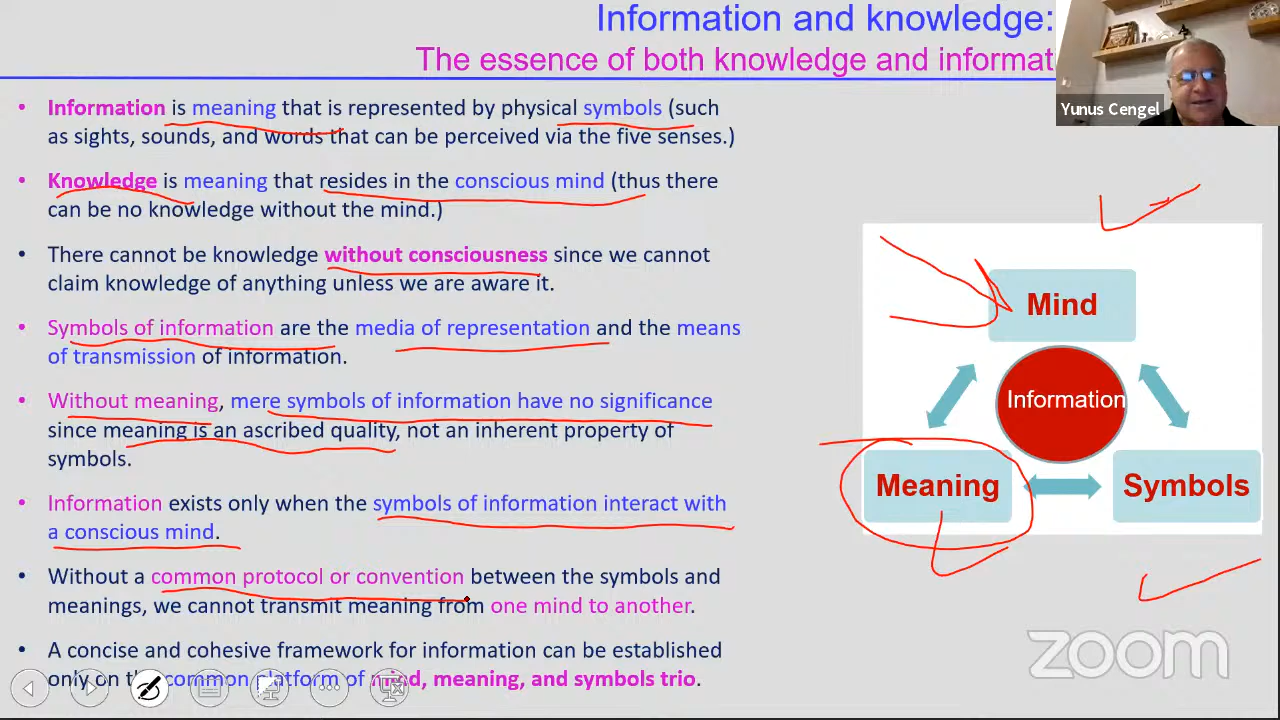 Information and knowledge:
The essence of both knowledge and informat
Yunus Cengel
• Information is meaning that is represented by physical symbols (such
as sights, sounds, and words that can be perceived via the five senses.)
• Knowledge is meaning that resides in the conscious mind (thus there
can be no knowledge without the mind.)
• There cannot be knowledge without consciousness since we cannot
claim knowledge of anything unless we are aware it.
• Symbols of information are the media of representation and the means
of transmission of information.
• Without meaning, mere symbols of information have no significance
since meaning is an ascribed quality, not an inherent property of
symbols.
• Information exists only when the symbols of information interact with
a conscious mind.
• Without a common protocol or convention between the symbols and
meanings, we cannot transmit meaning from one mind to another.
• A concise and cohesive framework for information can be established
only on the common platform of mind, meaning, and symbols trio.
Mind
Information
Meaning
Symbols
zoom